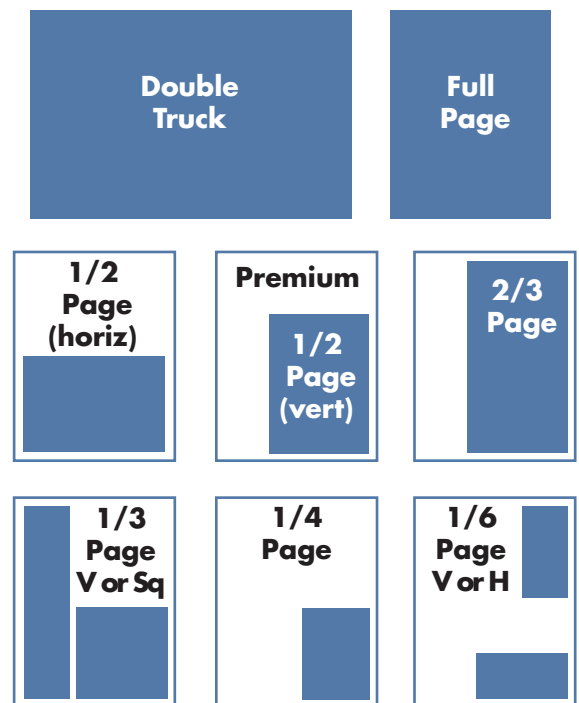 Double
Truck
Full
Page
1/2
Page
(horiz)
Premium
1/2
Page
(vert)
2/3
Page
1/3
Page
V or Sq
1/4
Page
1/6
Page
V or H